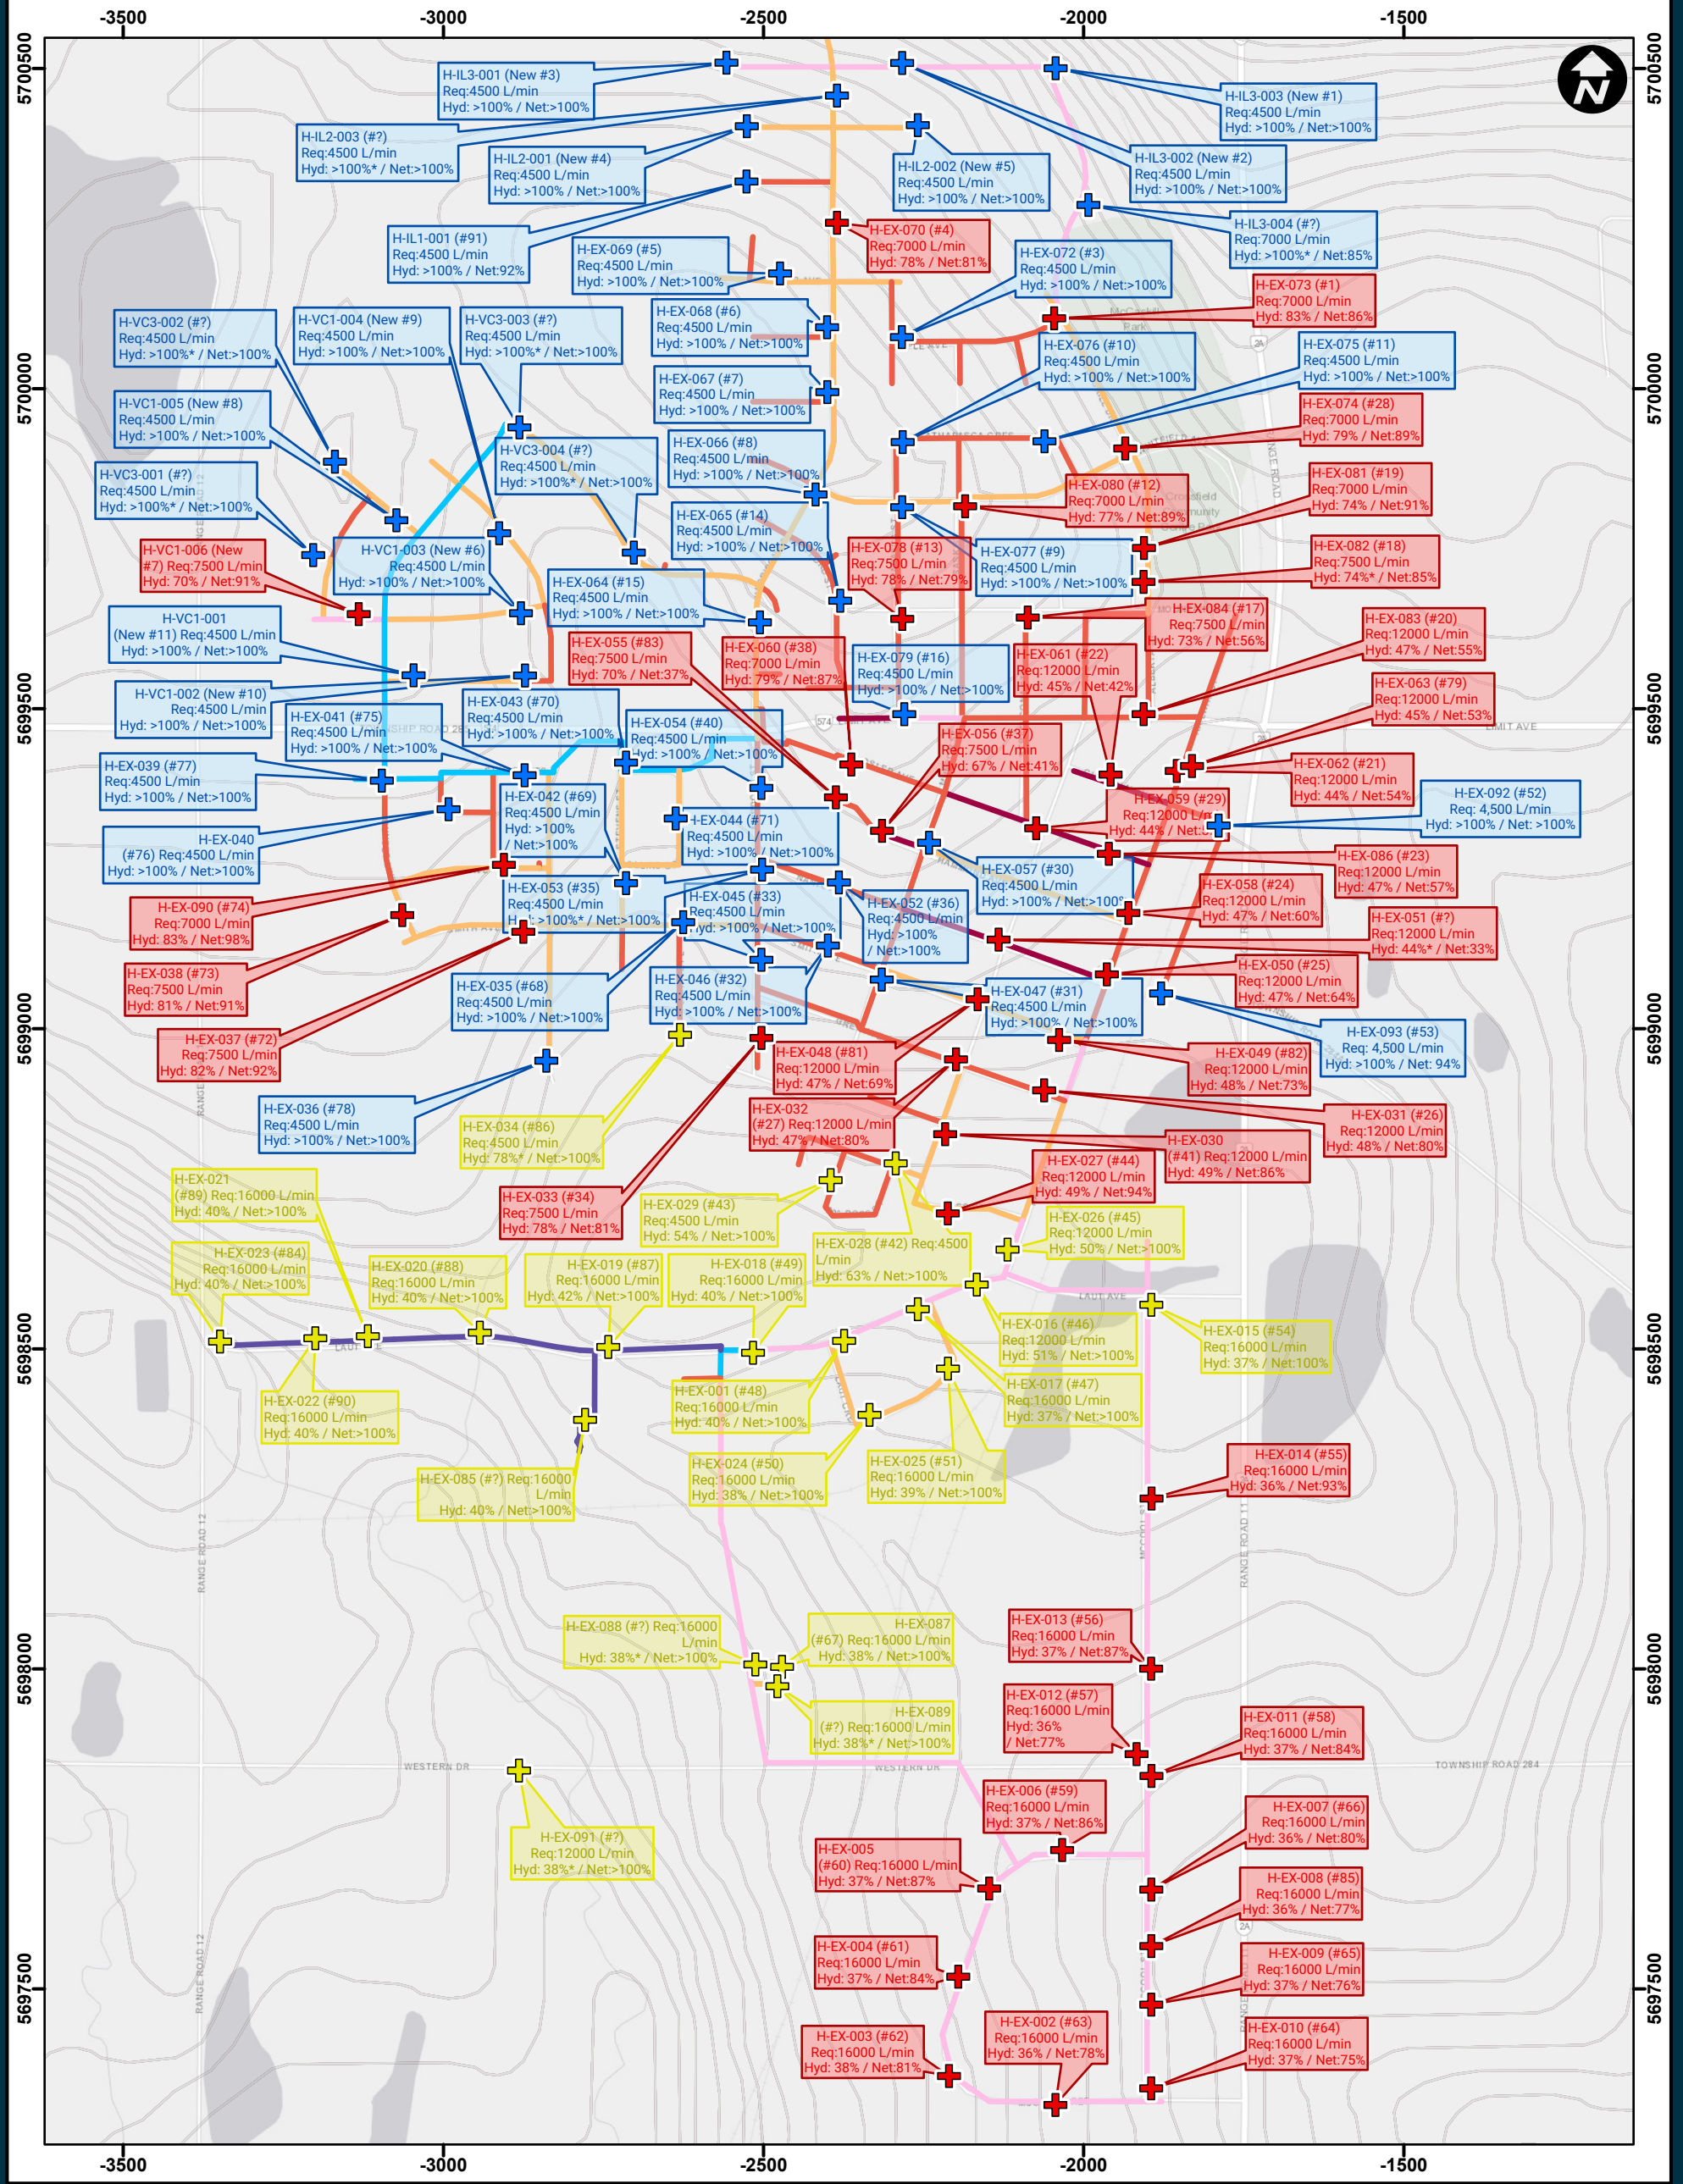 -3500
-3000
-2500
-2000
-1500
5700500
5700500
N
H-IL3-001 (New #3)
Req:4500 L/min
Hyd: >100% / Net:>100%
H-IL3-003 (New #1)
Req:4500 L/min
Hyd: >100% / Net:>100%
H-IL2-003 (#?)
Req:4500 L/min
Hyd: >100%* / Net:>100%
H-IL2-001 (New #4)
Req:4500 L/min
Hyd: >100% / Net:>100%
H-IL2-002 (New #5)
Req:4500 L/min
Hyd: >100% / Net:>100%
H-IL3-002 (New #2)
Req:4500 L/min
Hyd: >100% / Net:>100%
H-IL3-004 (#?)
Req:7000 L/min
Hyd: >100%* / Net:85%
H-IL1-001 (#91)
Req:4500 L/min
Hyd: >100% / Net:92%
H-EX-069 (#5)
Req:4500 L/min
Hyd: >100% / Net:>100%
H-EX-070 (#4)
Req:7000 L/min
Hyd: 78% / Net:81%
H-EX-072 (#3)
Req:4500 L/min
Hyd: >100% / Net:>100%
H-EX-073 (#1)
Req:7000 L/min
Hyd: 83% / Net:86%
H-VC3-002 (#?)
Req:4500 L/min
Hyd: >100%* / Net:>100%
H-VC1-004 (New #9)
Req:4500 L/min
Hyd: >100% / Net:>100%
H-VC3-003 (#?)
Req:4500 L/min
Hyd: >100%* / Net:>100%
H-EX-068 (#6)
Req:4500 L/min
Hyd: >100% / Net:>100%
H-EX-076 (#10)
Req:4500 L/min
Hyd: >100% / Net:>100%
H-EX-075 (#11)
Req:4500 L/min
Hyd: >100% / Net:>100%
5700000
5700000
H-EX-067 (#7)
Req:4500 L/min
Hyd: >100% / Net:>100%
H-VC1-005 (New #8)
Req:4500 L/min
Hyd: >100% / Net:>100%
H-EX-074 (#28)
Req:7000 L/min
Hyd: 79% / Net:89%
H-VC3-004 (#?)
Req:4500 L/min
Hyd: >100%* / Net:>100%
H-EX-066 (#8)
Req:4500 L/min
Hyd: >100% / Net:>100%
H-VC3-001 (#?)
Req:4500 L/min
Hyd: >100%* / Net:>100%
H-EX-080 (#12)
Req:7000 L/min
Hyd: 77% / Net:89%
H-EX-081 (#19)
Req:7000 L/min
Hyd: 74% / Net:91%
H-EX-065 (#14)
Req:4500 L/min
Hyd: >100% / Net:>100%
H-VC1-006 (New
#7) Req:7500 L/min
Hyd: 70% / Net:91%
H-VC1-003 (New #6)
Req:4500 L/min
Hyd: >100% / Net:>100%
H-EX-078 (#13)
Req:7500 L/min
Hyd: 78% / Net:79%
H-EX-077 (#9)
Req:4500 L/min
Hyd: >100% / Net:>100%
H-EX-082 (#18)
Req:7500 L/min
Hyd: 74%* / Net:85%
H-EX-064 (#15)
Req:4500 L/min
Hyd: >100% / Net:>100%
H-VC1-001
(New #11) Req:4500 L/min
Hyd: >100% / Net:>100%
H-EX-055 (#83)
Req:7500 L/min
Hyd: 70% / Net:37%
H-EX-060 (#38)
Req:7000 L/min
Hyd: 79% / Net:87%
H-EX-079 (#16)
Req:4500 L/min
Hyd: >100% / Net:>100%
H-EX-084 (#17)
Req:7500 L/min
Hyd: 73% / Net:56%
H-EX-061 (#22)
Req:12000 L/min
Hyd: 45% / Net:42%
H-EX-083 (#20)
Req:12000 L/min
Hyd: 47% / Net:55%
H-VC1-002 (New #10)
Req:4500 L/min
Hyd: >100% / Net:>100%
H-EX-063 (#79)
Req:12000 L/min
Hyd: 45% / Net:53%
5699500
5699500
H-EX-041 (#75)
Req:4500 L/min
Hyd: >100% / Net:>100%
H-EX-043 (#70)
Req:4500 L/min
Hyd: >100% / Net:>100%
H-EX-054 (#40)
Req:4500 L/min
Hyd: >100% / Net:>100%
574
LIMIT AVE
2A
H-EX-056 (#37)
Req:7500 L/min
Hyd: 67% / Net:41%
H-EX-039 (#77)
Req:4500 L/min
Hyd: >100% / Net:>100%
H-EX-062 (#21)
Req:12000 L/min
Hyd: 44% / Net:54%
H-EX-042 (#69)
Req:4500 L/min
Hyd: >100%
/ Net:>100%
H-EX-044 (#71)
Req:4500 L/min
Hyd: >100% / Net:>100%
H-EX-059 (#29)
Req:12000 L/min
Hyd: 44% /
H-EX-092 (#52)
Req: 4,500 L/min
Hyd: >100% / Net: >100%
H-EX-040
(#76) Req:4500 L/min
Hyd: >100% / Net:>100%
H-EX-057 (#30)
Req:4500 L/min
Hyd: >100% / Net:>100%
H-EX-086 (#23)
Req:12000 L/min
Hyd: 47% / Net:57%
H-EX-090 (#74)
Req:7000 L/min
Hyd: 83% / Net:98%
H-EX-053 (#35)
Req:4500 L/min
Hyd: >100%* / Net:>100%
H-EX-045 (#33)
Req:4500 L/min
Hyd: >100% / Net:>100%
H-EX-052 (#36)
Req:4500 L/min
Hyd: >100%
/ Net:>100%
H-EX-058 (#24)
Req:12000 L/min
Hyd: 47% / Net:60%
H-EX-051 (#?)
Req:12000 L/min
Hyd: 44%* / Net:33%
H-EX-038 (#73)
Req:7500 L/min
Hyd: 81% / Net:91%
H-EX-035 (#68)
Req:4500 L/min
Hyd: >100% / Net:>100%
H-EX-046 (#32)
Req:4500 L/min
Hyd: >100% / Net:>100%
H-EX-047 (#31)
Req:4500 L/min
Hyd: >100% / Net:>100%
H-EX-050 (#25)
Req:12000 L/min
Hyd: 47% / Net:64%
5699000
5699000
H-EX-037 (#72)
Req:7500 L/min
Hyd: 82% / Net:92%
H-EX-048 (#81)
Req:12000 L/min
Hyd: 47% / Net:69%
H-EX-049 (#82)
Req:12000 L/min
Hyd: 48% / Net:73%
H-EX-093 (#53)
Req: 4,500 L/min
Hyd: >100% / Net: 94%
H-EX-036 (#78)
Req:4500 L/min
Hyd: >100% / Net:>100%
H-EX-034 (#86)
Req:4500 L/min
Hyd: 78%* / Net:>100%
H-EX-032
(#27) Req:12000 L/min
Hyd: 47% / Net:80%
H-EX-031 (#26)
Req:12000 L/min
Hyd: 48% / Net:80%
H-EX-030
(#41) Req:12000 L/min
Hyd: 49% / Net:86%
H-EX-021
(#89) Req:16000 L/min
Hyd: 40% / Net:>100%
H-EX-033 (#34)
Req:7500 L/min
Hyd: 78% / Net:81%
H-EX-029 (#43)
Req:4500 L/min
Hyd: 54% / Net:>100%
H-EX-027 (#44)
Req:12000 L/min
Hyd: 49% / Net:94%
H-EX-026 (#45)
Req:12000 L/min
Hyd: 50% / Net:>100%
H-EX-023 (#84)
Req:16000 L/min
Hyd: 40% / Net:>100%
H-EX-020 (#88)
Req:16000 L/min
Hyd: 40% / Net:>100%
H-EX-019 (#87)
Req:16000 L/min
Hyd: 42% / Net:>100%
H-EX-018 (#49)
Req:16000 L/min
Hyd: 40% / Net:>100%
H-EX-028 (#42) Req:4500
L/min
Hyd: 63% / Net:>100%
LAUT AVE
H-EX-016 (#46)
Req:12000 L/min
Hyd: 51% / Net:>100%
H-EX-015 (#54)
Req:16000 L/min
Hyd: 37% / Net:100%
5698500
5698500
H-EX-022 (#90)
Req:16000 L/min
Hyd: 40% / Net:>100%
H-EX-001 (#48)
Req:16000 L/min
Hyd: 40% / Net:>100%
H-EX-017 (#47)
Req:16000 L/min
Hyd: 37% / Net:>100%
H-EX-085 (#?) Req:16000
L/min
Hyd: 40% / Net:>100%
H-EX-024 (#50)
Req:16000 L/min
Hyd: 38% / Net:>100%
H-EX-025 (#51)
Req:16000 L/min
Hyd: 39% / Net:>100%
H-EX-014 (#55)
Req:16000 L/min
Hyd: 36% / Net:93%
RANGE ROAD 12
RANGE ROAD 11
H-EX-088 (#?) Req:16000
L/min
Hyd: 38%* / Net:>100%
H-EX-087
(#67) Req:16000 L/min
Hyd: 38% / Net:>100%
H-EX-013 (#56)
Req:16000 L/min
Hyd: 37% / Net:87%
5698000
5698000
H-EX-089
(#?) Req:16000 L/min
Hyd: 38%* / Net:>100%
H-EX-012 (#57)
Req:16000 L/min
Hyd: 36%
/ Net:77%
H-EX-011 (#58)
Req:16000 L/min
Hyd: 37% / Net:84%
WESTERN DR
WESTERN DR
TOWNSHIP ROAD 284
H-EX-091 (#?)
Req:12000 L/min
Hyd: 38%* / Net:>100%
H-EX-006 (#59)
Req:16000 L/min
Hyd: 37% / Net:86%
H-EX-007 (#66)
Req:16000 L/min
Hyd: 36% / Net:80%
H-EX-005
(#60) Req:16000 L/min
Hyd: 37% / Net:87%
H-EX-008 (#85)
Req:16000 L/min
Hyd: 36% / Net:77%
2A
RANGE ROAD 12
H-EX-004 (#61)
Req:16000 L/min
Hyd: 37% / Net:84%
H-EX-009 (#65)
Req:16000 L/min
Hyd: 37% / Net:76%
5697500
5697500
H-EX-003 (#62)
Req:16000 L/min
Hyd: 38% / Net:81%
H-EX-002 (#63)
Req:16000 L/min
Hyd: 36% / Net:78%
H-EX-010 (#64)
Req:16000 L/min
Hyd: 37% / Net:75%
-3500
-3000
-2500
-2000
-1500